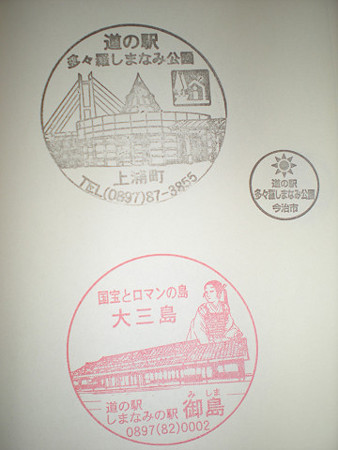 道の駅
多々羅しまなみ公園
上浦町
TEL(0897)87-3855
道の駅
多々羅しまなみ公園
今治市
国宝とロマンの島
大三島
道の駅
しまなみの駅 御島
みしま
0897(82)0002